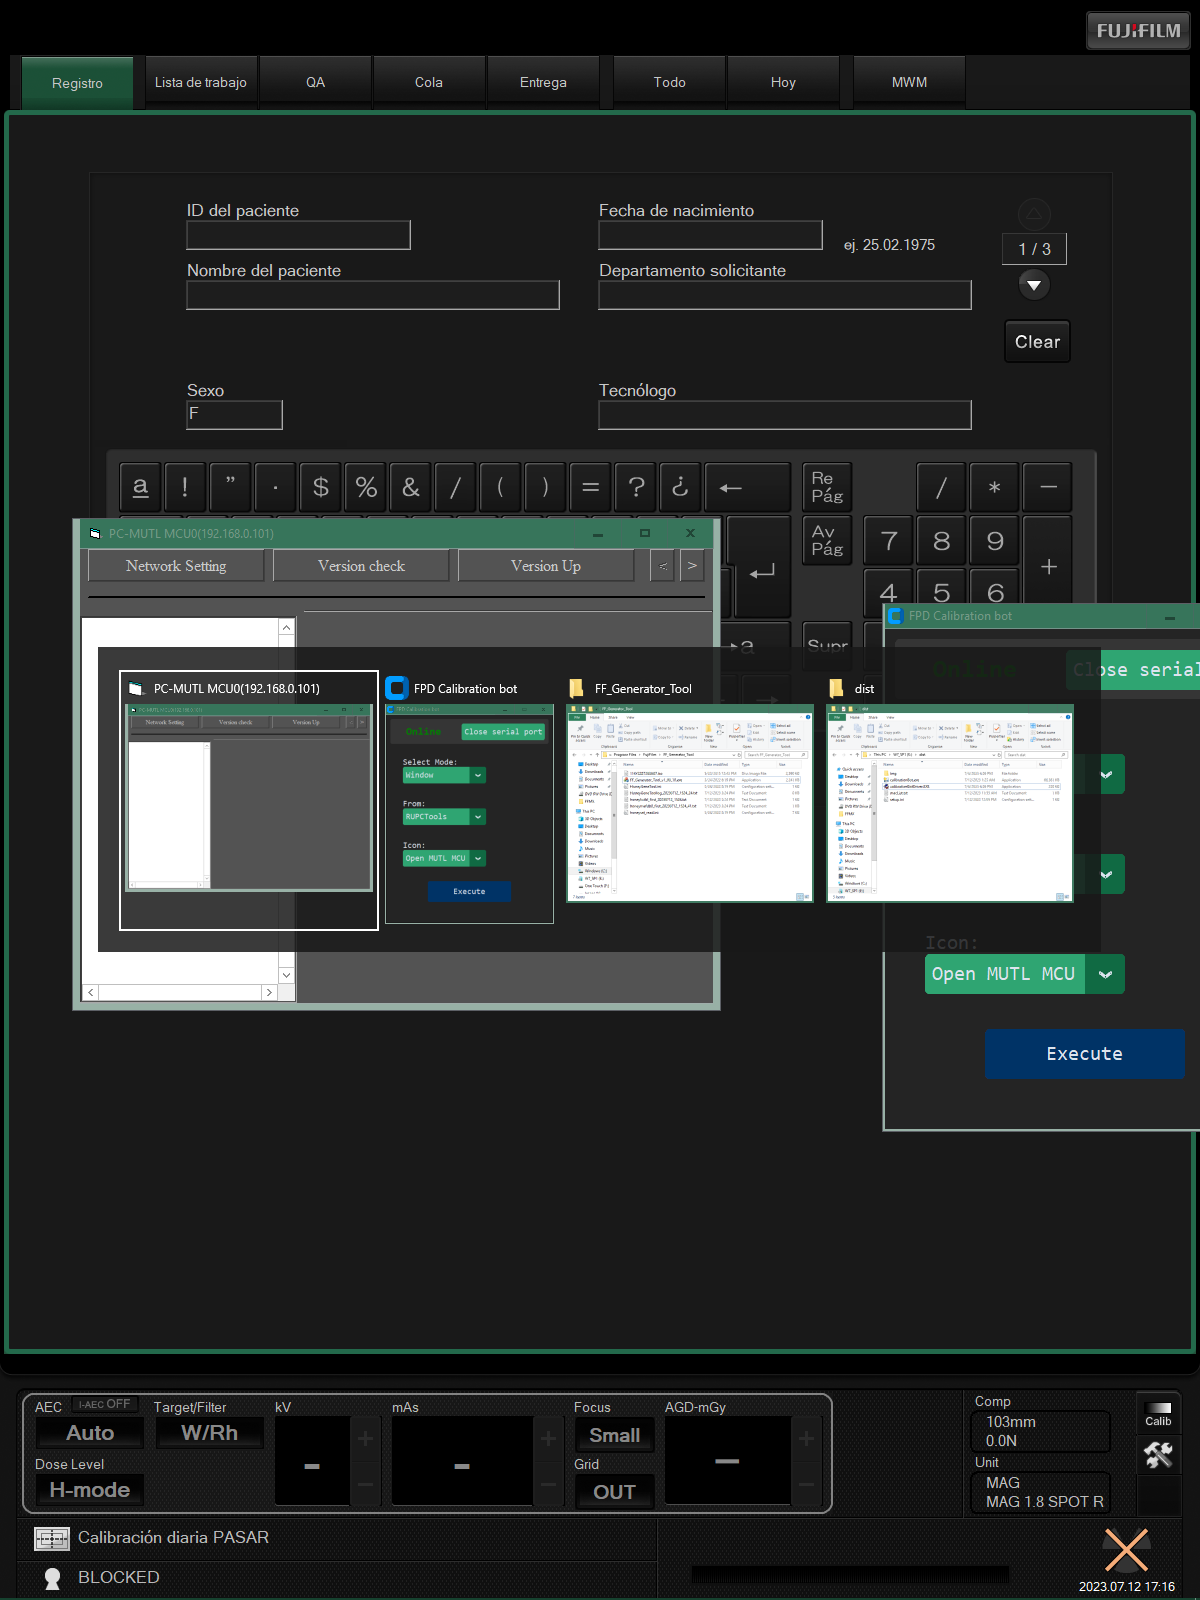 FUJIFILM
Registro
Lista de trabajo
QA
Cola
Entrega
Todo
Hoy
MWM
ID del paciente
Fecha de nacimiento
ej. 25.02.1975
1 / 3
Nombre del paciente
Departamento solicitante
Clear
Sexo
F
Tecnólogo
a ! " · $ % & / ( ) = ? ¿ ← Re Pág / * −
PC-MUTL MCU0(192.168.0.101)
Av Pág 7 8 9 +
Network Setting
Version check
Version Up
< >
4 5 6
FPD Calibration bot
a
Supr
Online
Close serial
PC-MUTL MCU0(192.168.0.101)
FPD Calibration bot
FF_Generator_Tool
dist
Network Setting
Version check
Version Up
Online
Close serial port
Select Mode:
Window
From:
RUPCTools
Icon:
Open MUTL MCU
Execute
Icon:
Open MUTL MCU
Execute
AEC
I-AEC OFF
Target/Filter
kV
mAs
Focus
AGD-mGy
Auto
W/Rh
Small
Dose Level
Grid
H-mode
OUT
Comp
103mm
0.0N
Unit
MAG
MAG 1.8 SPOT R
Calib
Calibración diaria PASAR
BLOCKED
2023.07.12 17:16